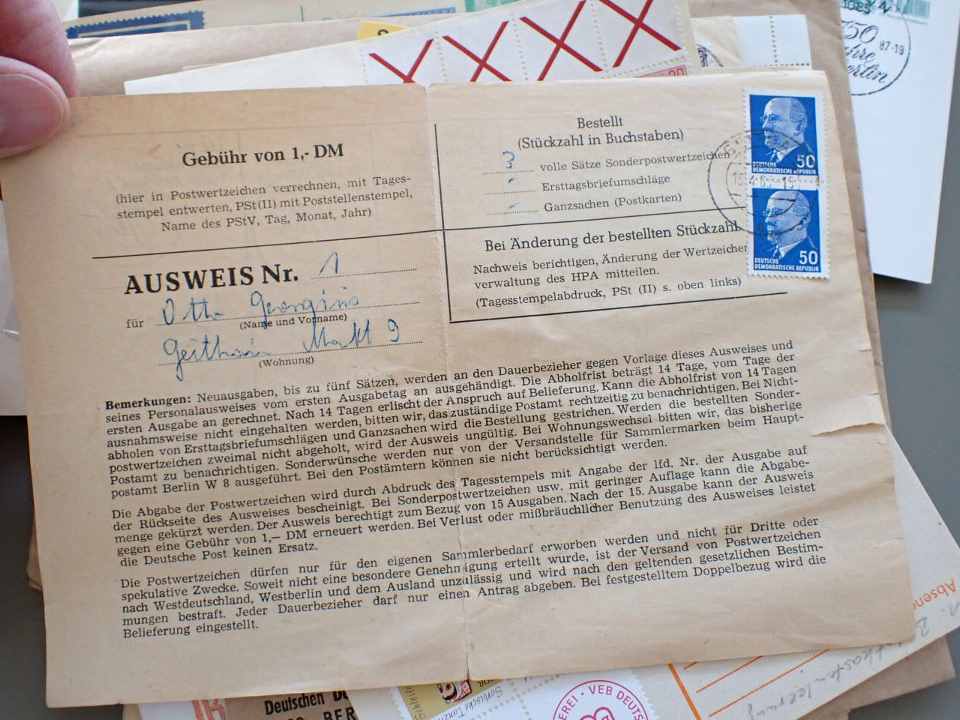 50
Jahre
Berlin
87-18
Gebühr von 1,- DM
(hier in Postwertzeichen verrechnen, mit Tages-
stempel entwerten, PSt(II) mit Poststellenstempel,
Name des PStV, Tag, Monat, Jahr)
Bestellt
(Stückzahl in Buchstaben)
3 volle Sätze Sonderpostwertzeichen
Ersttagsbriefumschläge
Ganzsachen (Postkarten)
DEUTSCHE
DEMOKRATISCHE REPUBLIK
50
DEUTSCHE
DEMOKRATISCHE REPUBLIK
50
Bei Änderung der bestellten Stückzahl
Nachweis berichtigen, Änderung der Wertzeichen
verwaltung des HPA mitteilen.
(Tagesstempelabdruck, PSt (II) s. oben links)
AUSWEIS Nr. 1
für Otto Georgius
(Name und Vorname)
Geithain Markt 9
(Wohnung)
Bemerkungen: Neuausgaben, bis zu fünf Sätzen, werden an den Dauerbezieher gegen Vorlage dieses Ausweises und
seines Personalausweises vom ersten Ausgabetag an ausgehändigt. Die Abholfrist beträgt 14 Tage, vom Tage der
ersten Ausgabe an gerechnet. Nach 14 Tagen erlischt der Anspruch auf Belieferung. Kann die Abholfrist von 14 Tagen
ausnahmsweise nicht eingehalten werden, bitten wir, das zuständige Postamt rechtzeitig zu benachrichtigen. Bei Nicht-
abholen von Ersttagsbriefumschlägen und Ganzsachen wird die Bestellung gestrichen. Werden die bestellten Sonder-
postwertzeichen zweimal nicht abgeholt, wird der Ausweis ungültig. Bei Wohnungswechsel bitten wir, das bisherige
Postamt zu benachrichtigen. Sonderwünsche werden nur von der Versandstelle für Sammlermarken beim Haupt-
postamt Berlin W 8 ausgeführt. Bei den Postämtern können sie nicht berücksichtigt werden.
Die Abgabe der Postwertzeichen wird durch Abdruck des Tagesstempels mit Angabe der lfd. Nr. der Ausgabe auf
der Rückseite des Ausweises bescheinigt. Bei Sonderpostwertzeichen usw. mit geringer Auflage kann die Abgabe-
menge gekürzt werden. Der Ausweis berechtigt zum Bezug von 15 Ausgaben. Nach der 15. Ausgabe kann der Ausweis
gegen eine Gebühr von 1,— DM erneuert werden. Bei Verlust oder mißbräuchlicher Benutzung des Ausweises leistet
die Deutsche Post keinen Ersatz.
Die Postwertzeichen dürfen nur für den eigenen Sammlerbedarf erworben werden und nicht für Dritte oder
spekulative Zwecke. Soweit nicht eine besondere Genehmigung erteilt wurde, ist der Versand von Postwertzeichen
nach Westdeutschland, Westberlin und dem Ausland unzulässig und wird nach den geltenden gesetzlichen Bestim-
mungen bestraft. Jeder Dauerbezieher darf nur einen Antrag abgeben. Bei festgestelltem Doppelbezug wird die
Belieferung eingestellt.
Absen
Deutschen
BER
EREI - VEB DEUTS